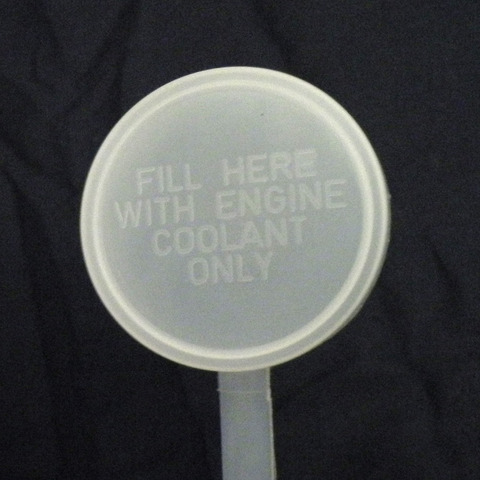 FILL HERE
WITH ENGINE
COOLANT
ONLY